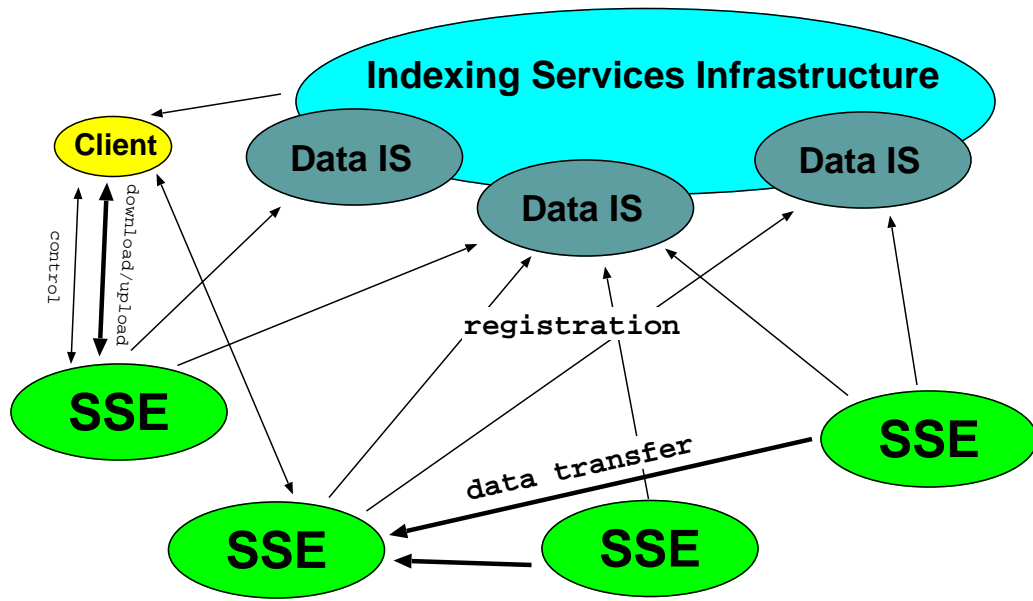 Indexing Services Infrastructure
Client
Data IS
Data IS
Data IS
control
download/upload
registration
SSE
SSE
data transfer
SSE
SSE